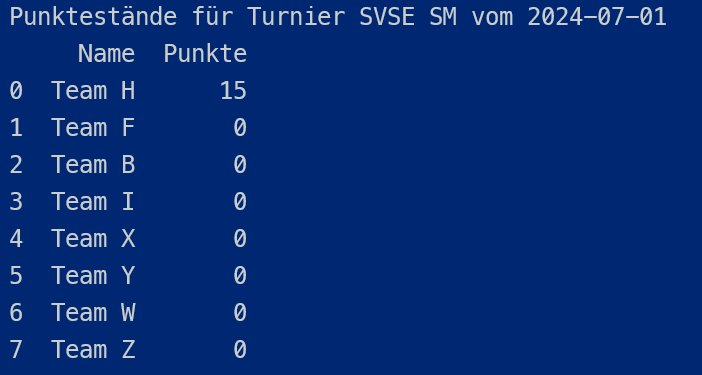 Punktestände für Turnier SVSE SM vom 2024-07-01
Name Punkte
0 Team H 15
1 Team F 0
2 Team B 0
3 Team I 0
4 Team X 0
5 Team Y 0
6 Team W 0
7 Team Z 0